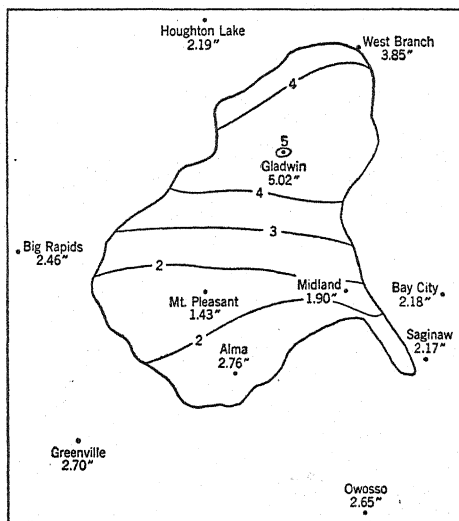 Houghton Lake
2.19"
West Branch
3.85"
4
5
Gladwin
5.02"
4
3
Big Rapids
2.46"
2
Midland
1.90"
Mt. Pleasant
1.43"
Bay City
2.18"
2
Saginaw
2.17"
Alma
2.76"
Greenville
2.70"
Owosso
2.65"